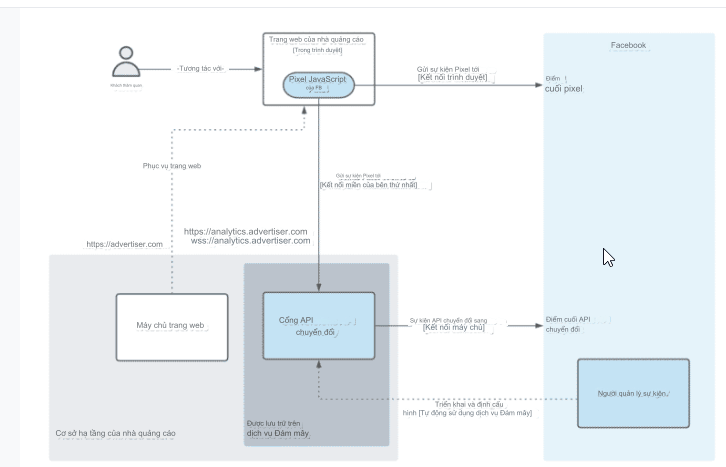 Trang web của nhà quảng cáo
[Trong trình duyệt]
Facebook
-Tương tác với-
Khách thăm quan
Pixel JavaScript
của FB
Gửi sự kiện Pixel tới
[Kết nối trình duyệt]
Điểm
cuối pixel
Phục vụ trang web
Gửi sự kiện Pixel tới
[Kết nối miền của bên thứ nhất]
https://analytics.advertiser.com
wss://analytics.advertiser.com
https://advertiser.com
Máy chủ trang web
Cổng API
chuyển đổi
Sự kiện API chuyển đổi sang
[Kết nối máy chủ]
Điểm cuối API
chuyển đổi
Người quản lý sự kiện
Triển khai và định cấu
hình [Tự động sử dụng dịch vụ Đám mây]
Được lưu trữ trên
dịch vụ Đám mây
Cơ sở hạ tầng của nhà quảng cáo